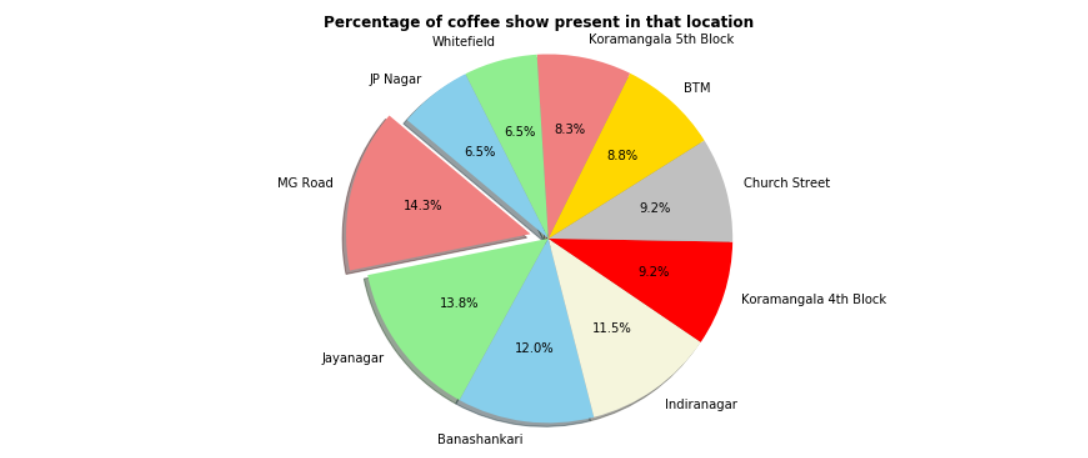 Percentage of coffee show present in that location
Koramangala 5th Block
Whitefield
JP Nagar
BTM
6.5%
8.3%
6.5%
8.8%
MG Road
Church Street
14.3%
9.2%
9.2%
Koramangala 4th Block
13.8%
11.5%
12.0%
Jayanagar
Indiranagar
Banashankari